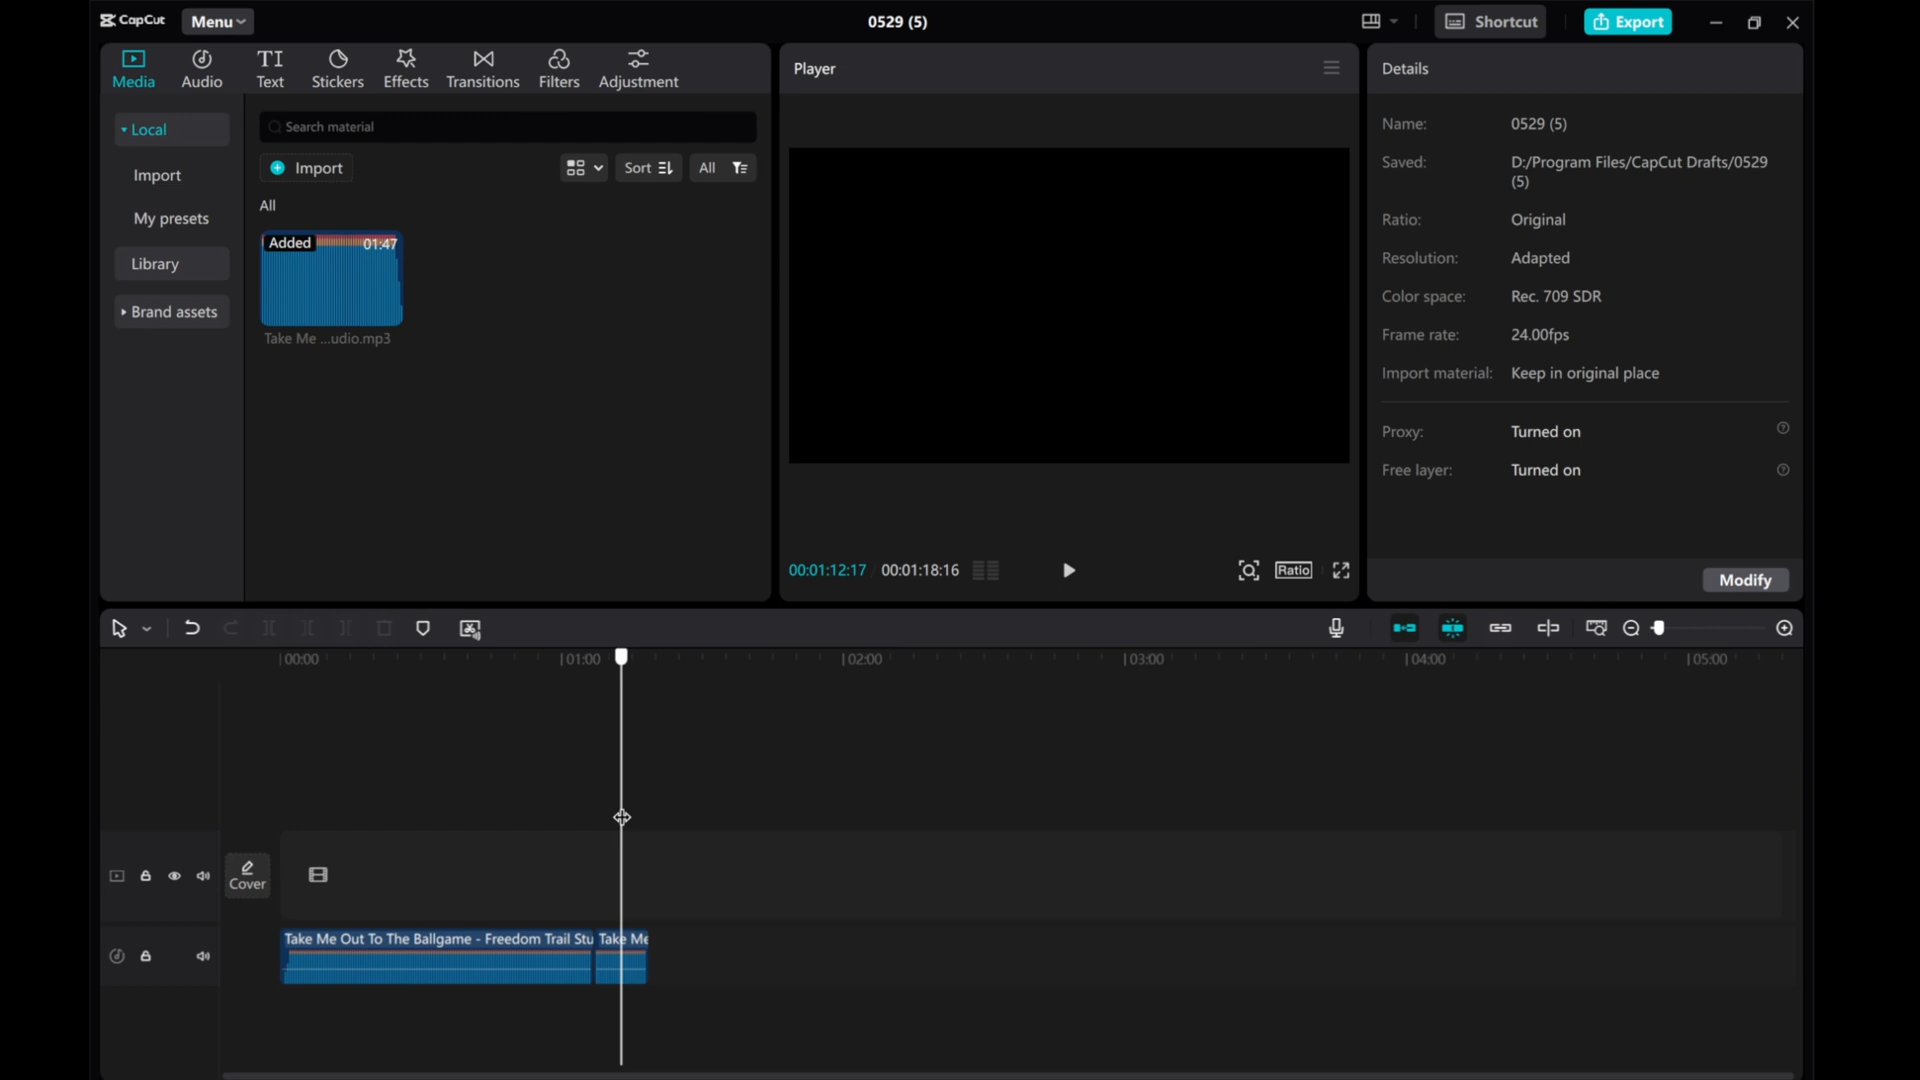 CapCut
Menu
0529 (5)
Shortcut
Export
Media
Audio
Text
Stickers
Effects
Transitions
Filters
Adjustment
Local
Import
My presets
Library
Brand assets
Search material
Import
Sort
All
All
Added
01:47
Take Me ...udio.mp3
Player
00:01:12:17
00:01:18:16
Ratio
Details
Name: 0529 (5)
Saved: D:/Program Files/CapCut Drafts/0529
(5)
Ratio: Original
Resolution: Adapted
Color space: Rec. 709 SDR
Frame rate: 24.00fps
Import material: Keep in original place
Proxy: Turned on
Free layer: Turned on
Modify
00:00
01:00
02:00
03:00
04:00
05:00
Cover
Take Me Out To The Ballgame - Freedom Trail Stu
Take Me